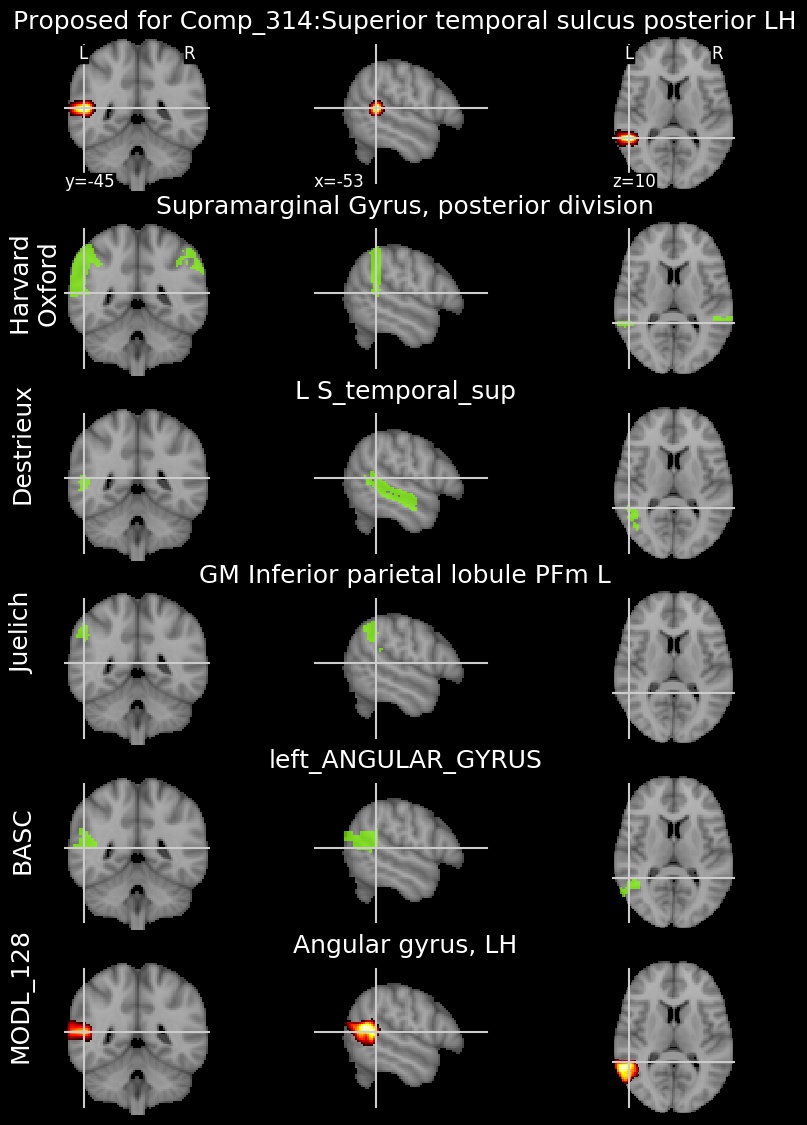 Proposed for Comp_314:Superior temporal sulcus posterior LH
L R
L R
y=-45
x=-53
z=10
Supramarginal Gyrus, posterior division
Harvard
Oxford
L S_temporal_sup
Destrieux
GM Inferior parietal lobule PFm L
Juelich
left_ANGULAR_GYRUS
BASC
Angular gyrus, LH
MODL_128